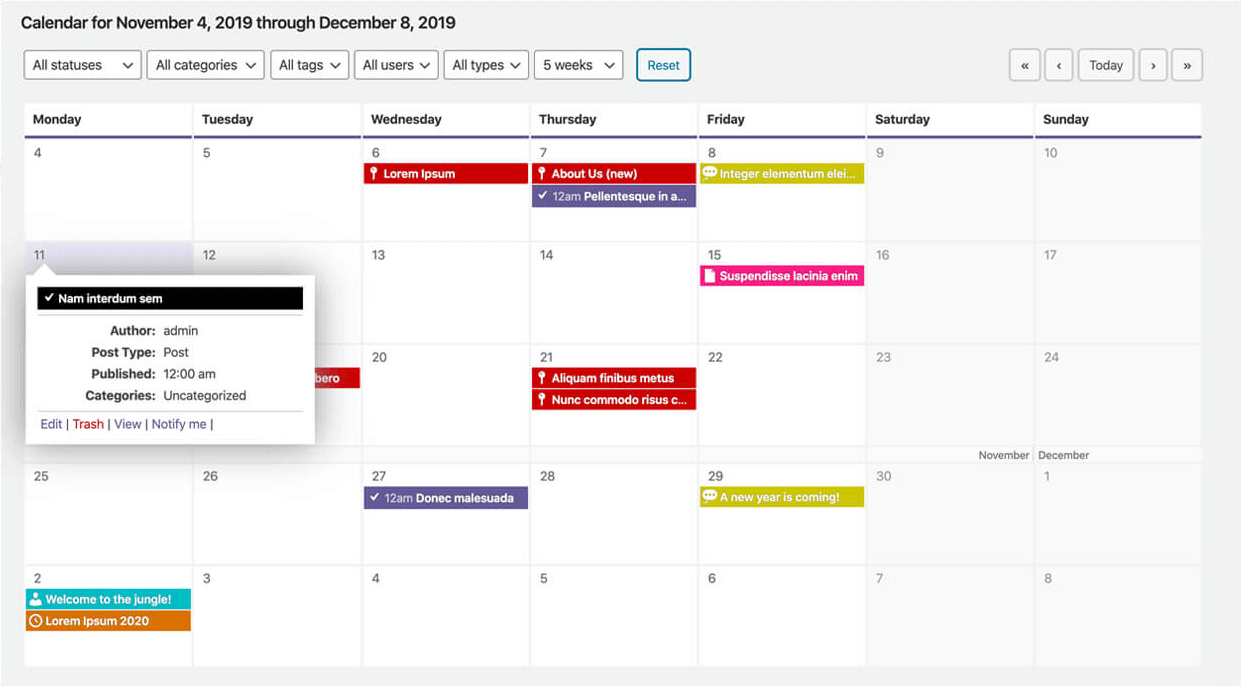 Calendar for November 4, 2019 through December 8, 2019
All statuses All categories All tags All users All types 5 weeks Reset « ‹ Today › »
Monday Tuesday Wednesday Thursday Friday Saturday Sunday
4 5 6 7 8 9 10
Lorem Ipsum About Us (new) Integer elementum elei...
12am Pellentesque in a...
11 12 13 14 15 16 17
Suspendisse lacinia enim
Nam interdum sem
Author: admin
Post Type: Post
Published: 12:00 am
Categories: Uncategorized
Edit | Trash | View | Notify me |
20 21 22 23 24
bero Aliquam finibus metus
Nunc commodo risus c...
November December
25 26 27 28 29 30 1
12am Donec malesuada A new year is coming!
2 3 4 5 6 7 8
Welcome to the jungle!
Lorem Ipsum 2020